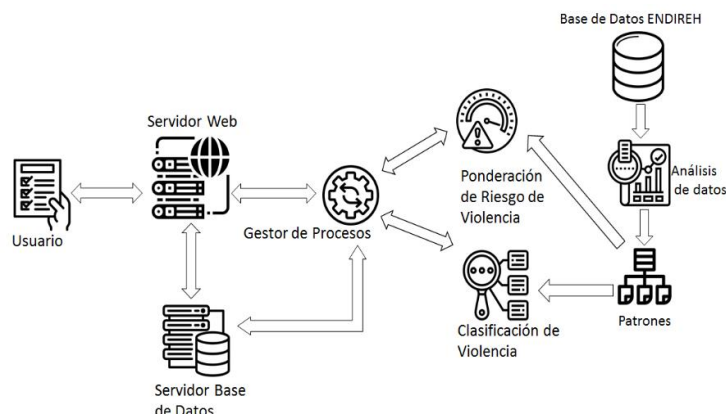 Base de Datos ENDIREH
Servidor Web
Usuario
Gestor de Procesos
Ponderación
de Riesgo de
Violencia
Análisis
de datos
Clasificación de
Violencia
Patrones
Servidor Base
de Datos